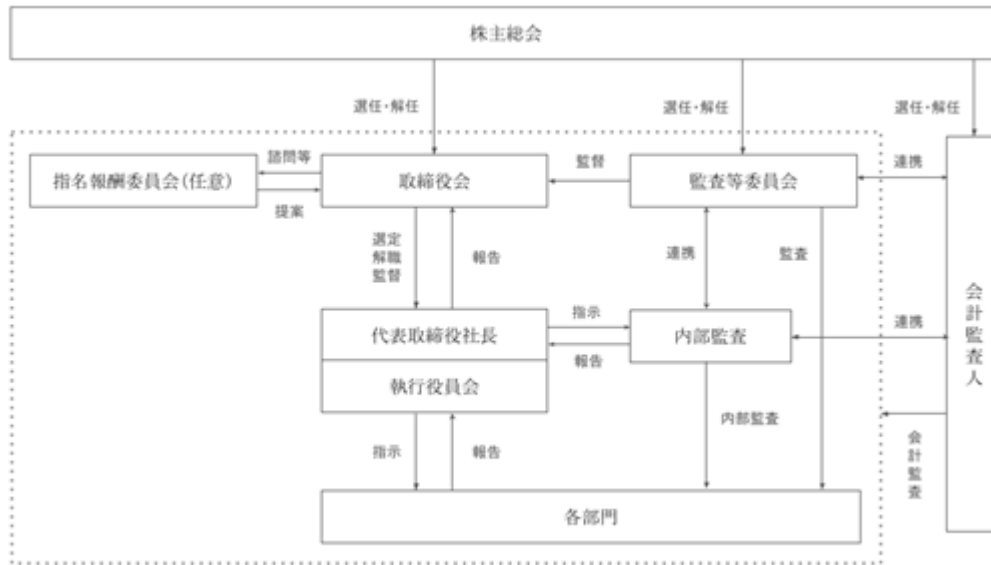 株主総会
選任・解任
選任・解任
選任・解任
諮問等
指名報酬委員会(任意)
提案
取締役会
監督
監査等委員会
連携
選定
解職
監督
報告
連携
監査
代表取締役社長
執行役員会
指示
報告
内部監査
連携
会計監査人
指示
報告
内部監査
会計監査
各部門